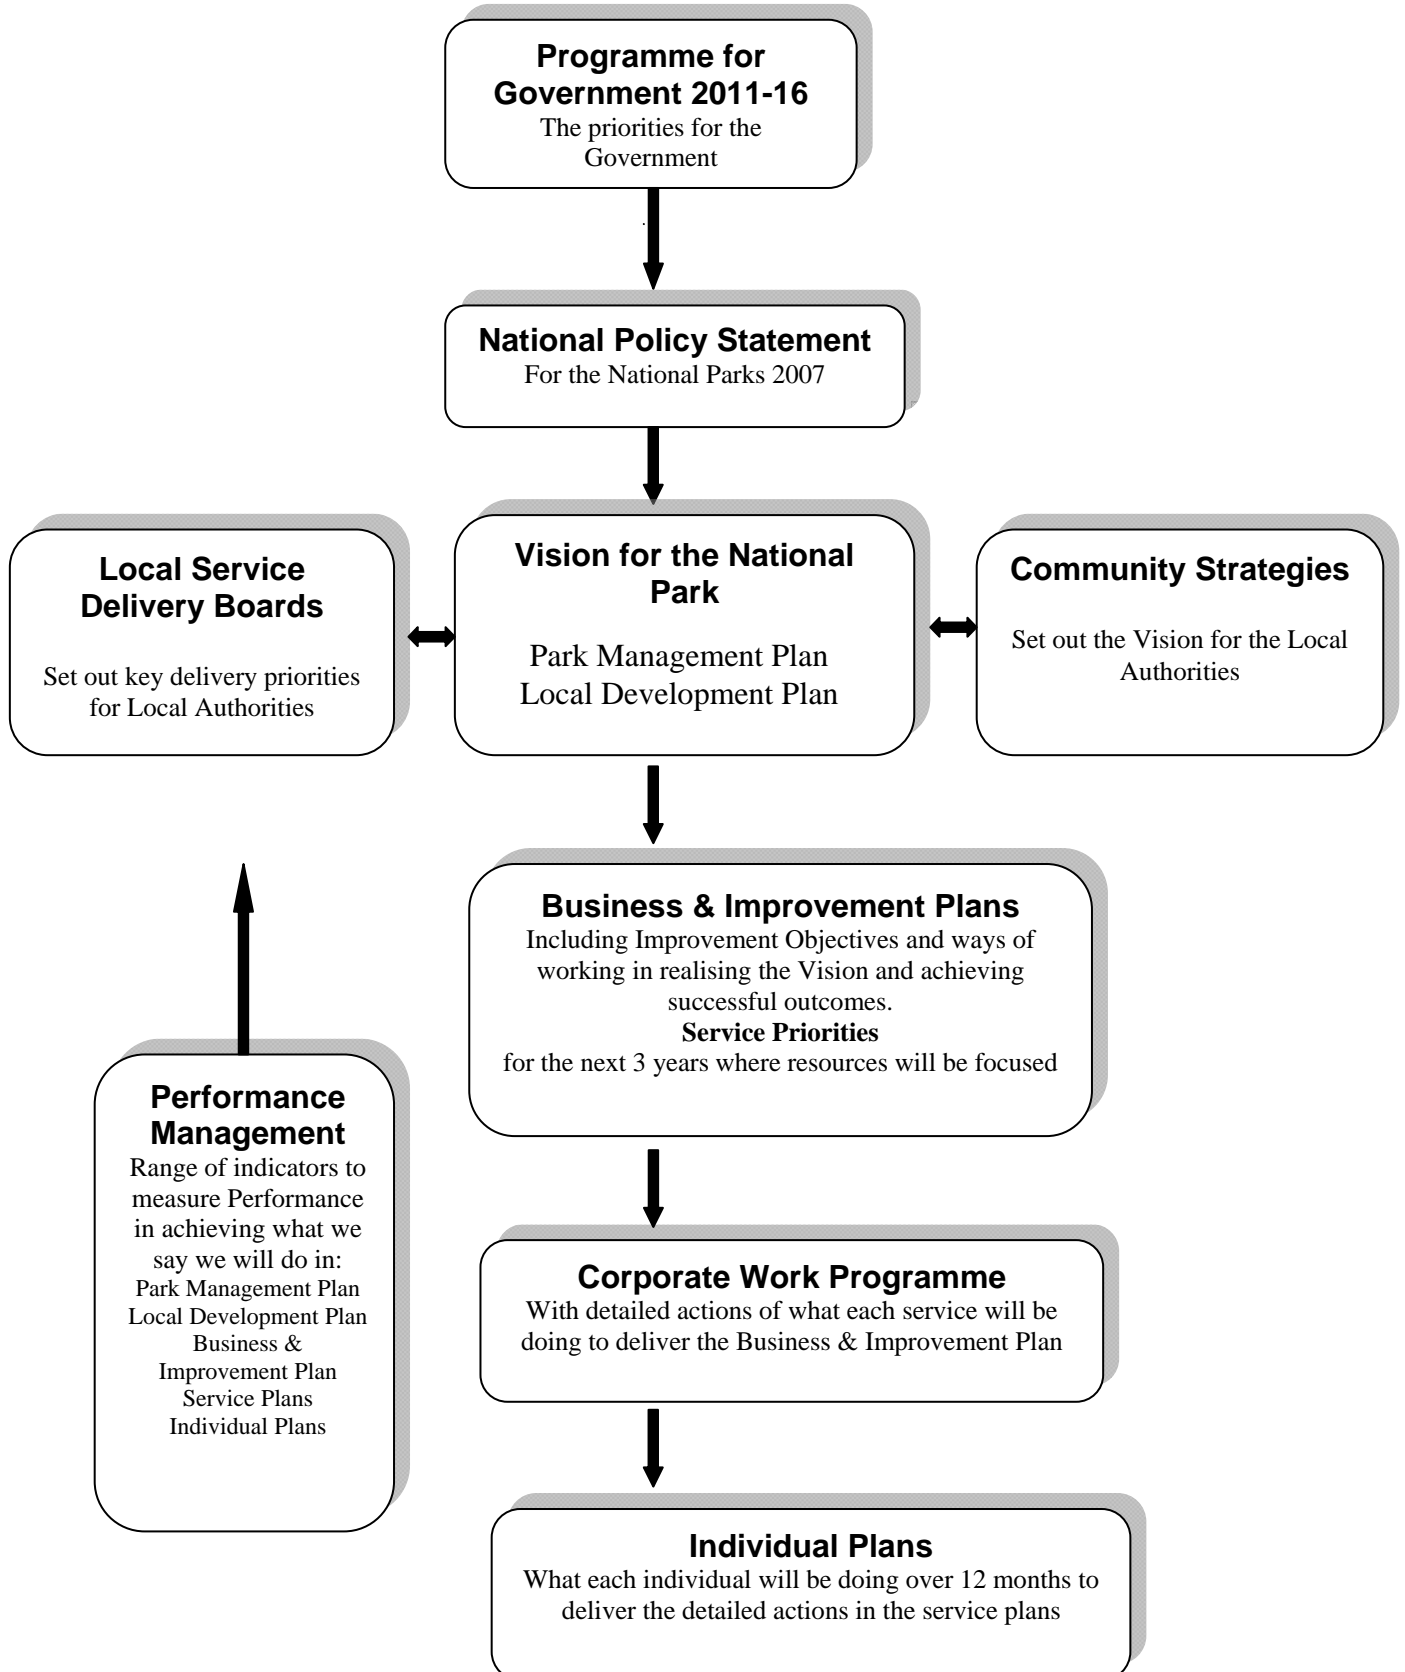 Programme for
Government 2011-16
The priorities for the
Government
.
National Policy Statement
For the National Parks 2007
Local Service
Delivery Boards
Set out key delivery priorities
for Local Authorities
Vision for the National
Park
Park Management Plan
Local Development Plan
Community Strategies
Set out the Vision for the Local
Authorities
Business & Improvement Plans
Including Improvement Objectives and ways of
working in realising the Vision and achieving
successful outcomes.
Service Priorities
for the next 3 years where resources will be focused
Performance
Management
Range of indicators to
measure Performance
in achieving what we
say we will do in:
Park Management Plan
Local Development Plan
Business &
Improvement Plan
Service Plans
Individual Plans
Corporate Work Programme
With detailed actions of what each service will be
doing to deliver the Business & Improvement Plan
Individual Plans
What each individual will be doing over 12 months to
deliver the detailed actions in the service plans